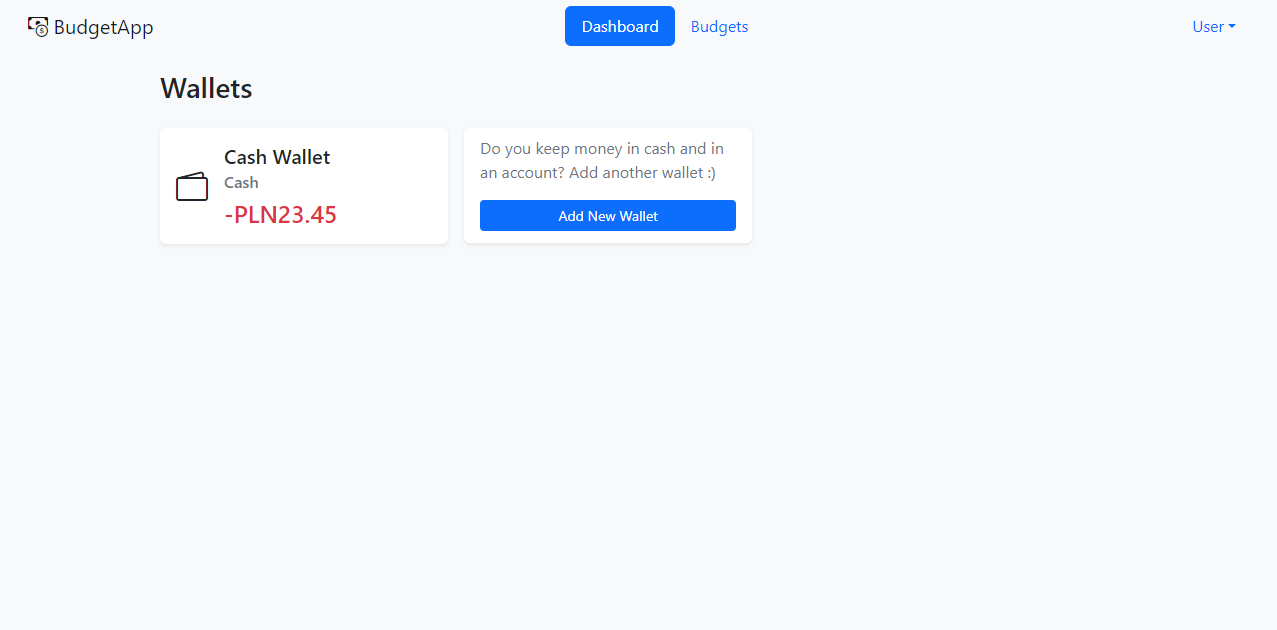 BudgetApp
Dashboard
Budgets
User
Wallets
Cash Wallet
Cash
-PLN23.45
Do you keep money in cash and in
an account? Add another wallet :)
Add New Wallet